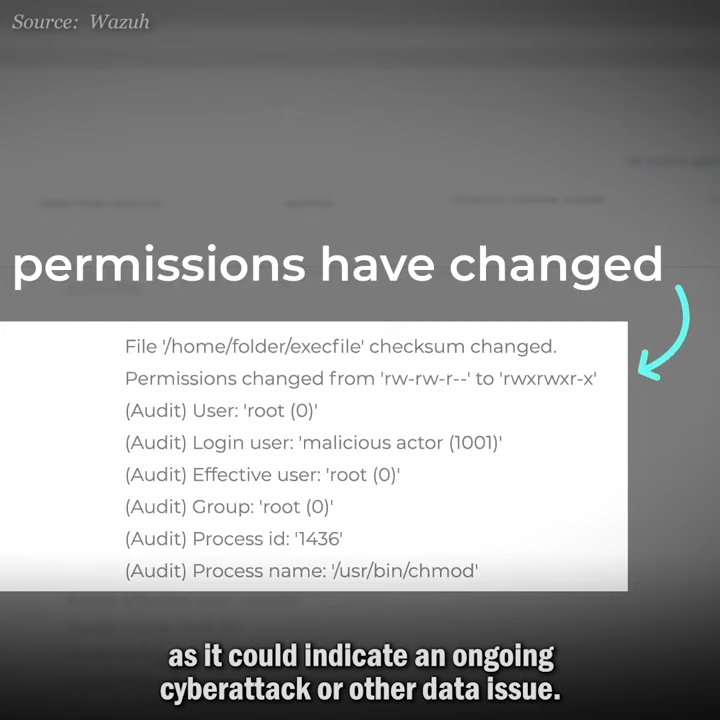 Source: Wazuh
permissions have changed
File '/home/folder/execfile' checksum changed.
Permissions changed from 'rw-rw-r--' to 'rwxrwxr-x'
(Audit) User: 'root (0)'
(Audit) Login user: 'malicious actor (1001)'
(Audit) Effective user: 'root (0)'
(Audit) Group: 'root (0)'
(Audit) Process id: '1436'
(Audit) Process name: '/usr/bin/chmod'
as it could indicate an ongoing
cyberattack or other data issue.